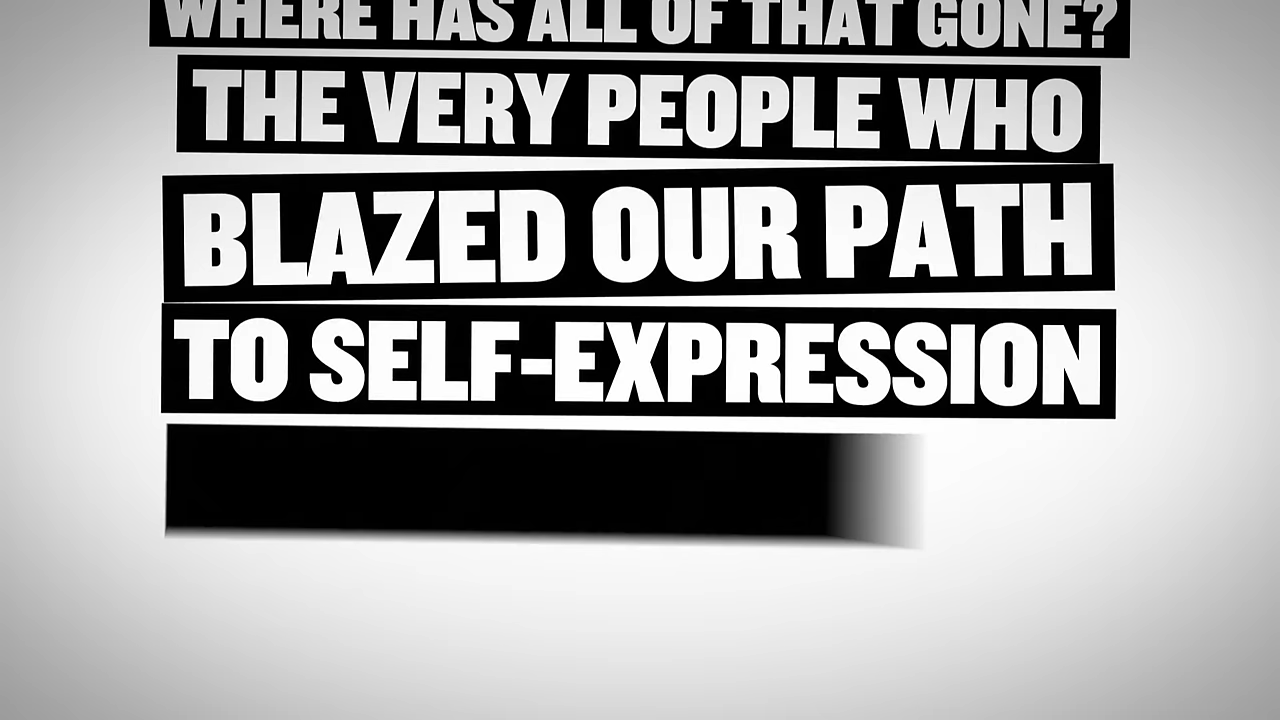 WHERE HAS ALL OF THAT GONE?
THE VERY PEOPLE WHO
BLAZED OUR PATH
TO SELF-EXPRESSION